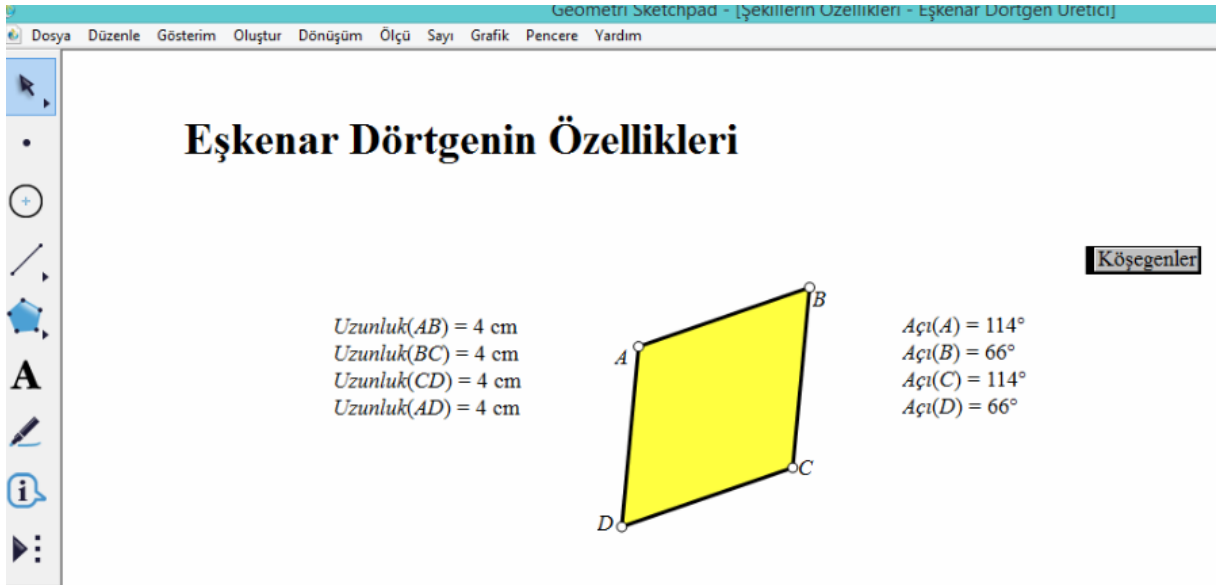 Geometri Sketchpad - [Şekillerin Özellikleri - Eşkenar Dörtgen Üretici]
Dosya Düzenle Gösterim Oluştur Dönüşüm Ölçü Sayı Grafik Pencere Yardım
Eşkenar Dörtgenin Özellikleri
Köşegenler
Uzunluk(AB) = 4 cm
Uzunluk(BC) = 4 cm
Uzunluk(CD) = 4 cm
Uzunluk(AD) = 4 cm
B
A
C
D
Açı(A) = 114°
Açı(B) = 66°
Açı(C) = 114°
Açı(D) = 66°
A
i